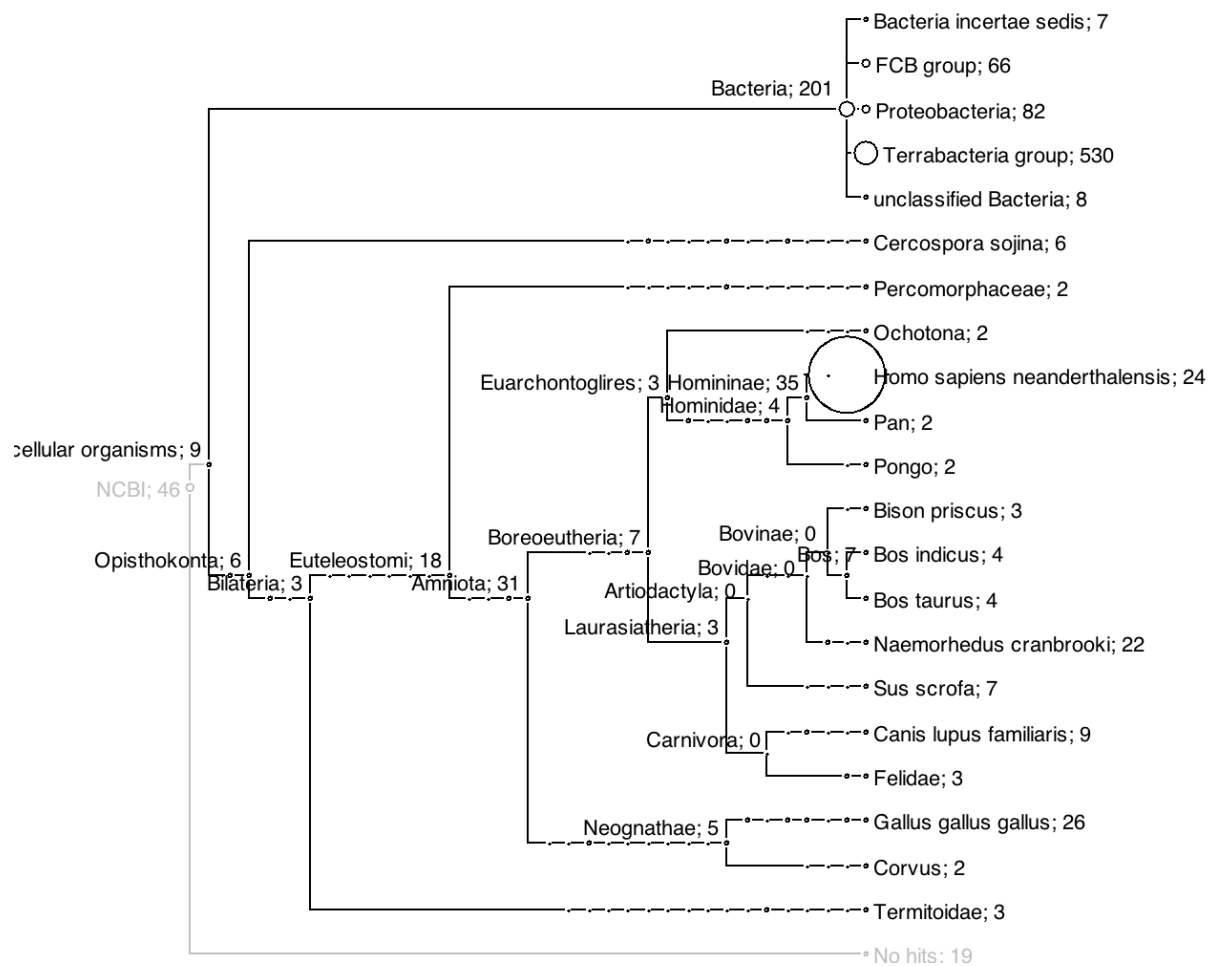 Bacteria incertae sedis; 7
FCB group; 66
Bacteria; 201
Proteobacteria; 82
Terrabacteria group; 530
unclassified Bacteria; 8
Cercospora sojina; 6
Percomorphaceae; 2
Ochotona; 2
Euarchontoglires; 3
Homininae; 35
Homo sapiens neanderthalensis; 24
Hominidae; 4
Pan; 2
cellular organisms; 9
Pongo; 2
NCBI; 46
Bison priscus; 3
Boreoeutheria; 7
Bovinae; 0
Opisthokonta; 6
Euteleostomi; 18
Bos; 7
Bos indicus; 4
Bilateria; 3
Amniota; 31
Bovidae; 0
Artiodactyla; 0
Bos taurus; 4
Laurasiatheria; 3
Naemorhedus cranbrooki; 22
Sus scrofa; 7
Carnivora; 0
Canis lupus familiaris; 9
Felidae; 3
Neognathae; 5
Gallus gallus gallus; 26
Corvus; 2
Termitoidae; 3
No hits; 19